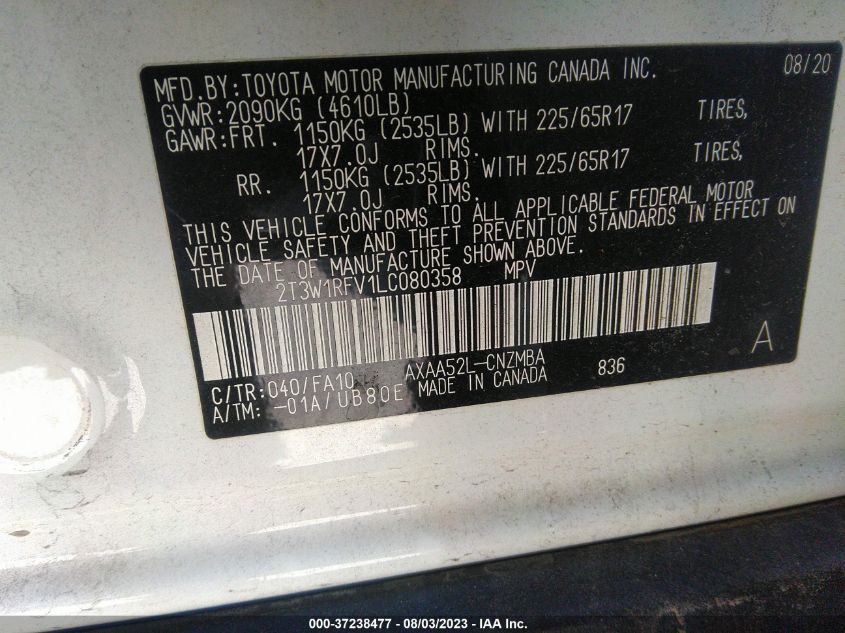 MFD.BY:TOYOTA MOTOR MANUFACTURING CANADA INC. 08/20
GVWR:2090KG (4610LB)
GAWR:FRT. 1150KG (2535LB) WITH 225/65R17 TIRES,
17X7.0J RIMS.
RR. 1150KG (2535LB) WITH 225/65R17 TIRES,
17X7.0J RIMS.
THIS VEHICLE CONFORMS TO ALL APPLICABLE FEDERAL MOTOR
VEHICLE SAFETY AND THEFT PREVENTION STANDARDS IN EFFECT ON
THE DATE OF MANUFACTURE SHOWN ABOVE.
2T3W1RFV1LC080358 MPV
A
C/TR:040/FA10 AXAA52L-CNZMBA 836
A/TM:-01A/UB80E MADE IN CANADA
000-37238477 - 08/03/2023 - IAA Inc.